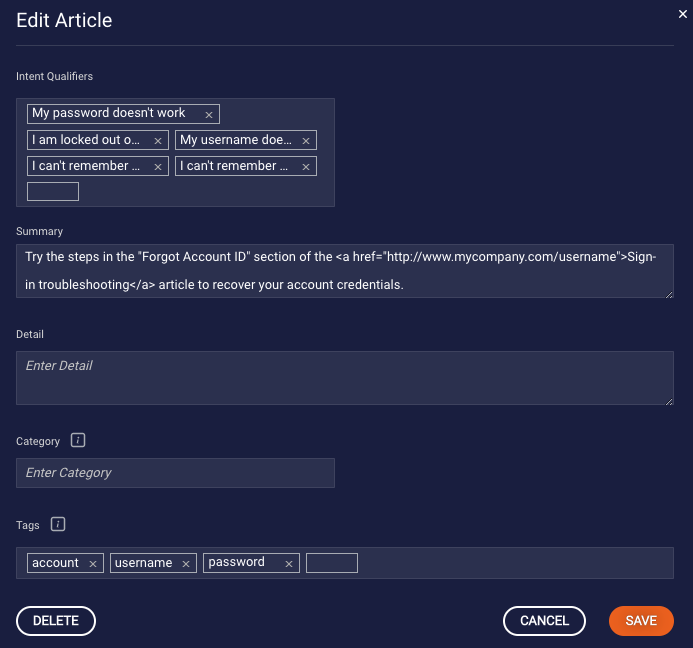 Edit Article
×
Intent Qualifiers
My password doesn't work ×
I am locked out o... × My username doe... ×
I can't remember ... × I can't remember ... ×
Summary
Try the steps in the "Forgot Account ID" section of the <a href="http://www.mycompany.com/username">Sign-
in troubleshooting</a> article to recover your account credentials.
Detail
Enter Detail
Category i
Enter Category
Tags i
account × username × password ×
DELETE CANCEL SAVE